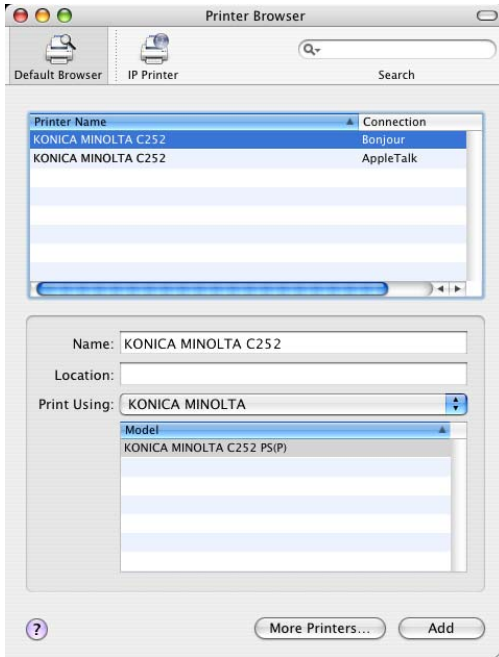 Printer Browser
Default Browser IP Printer Search
Printer Name Connection
KONICA MINOLTA C252 Bonjour
KONICA MINOLTA C252 AppleTalk
Name: KONICA MINOLTA C252
Location:
Print Using: KONICA MINOLTA
Model
KONICA MINOLTA C252 PS(P)
? More Printers... Add